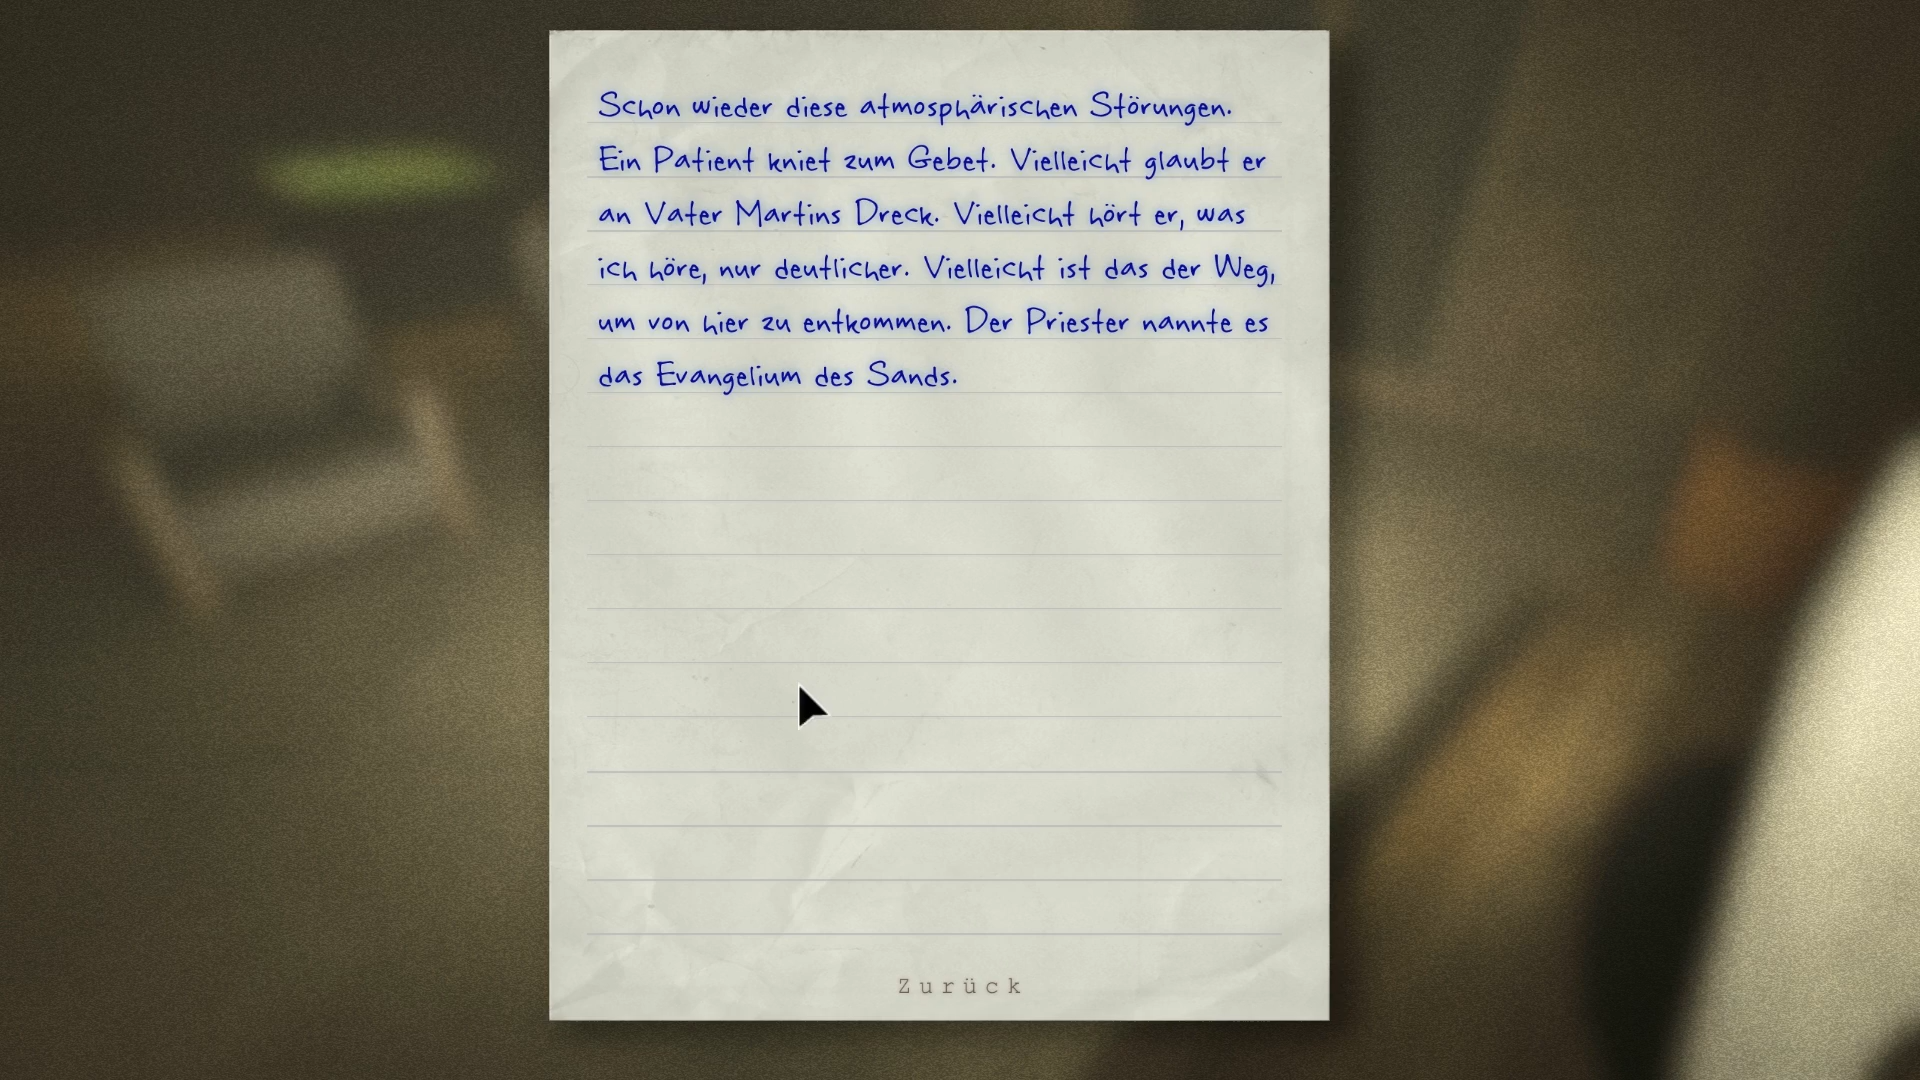 Schon wieder diese atmosphärischen Störungen.
Ein Patient kniet zum Gebet. Vielleicht glaubt er
an Vater Martins Dreck. Vielleicht hört er, was
ich höre, nur deutlicher. Vielleicht ist das der Weg,
um von hier zu entkommen. Der Priester nannte es
das Evangelium des Sands.
Zurück